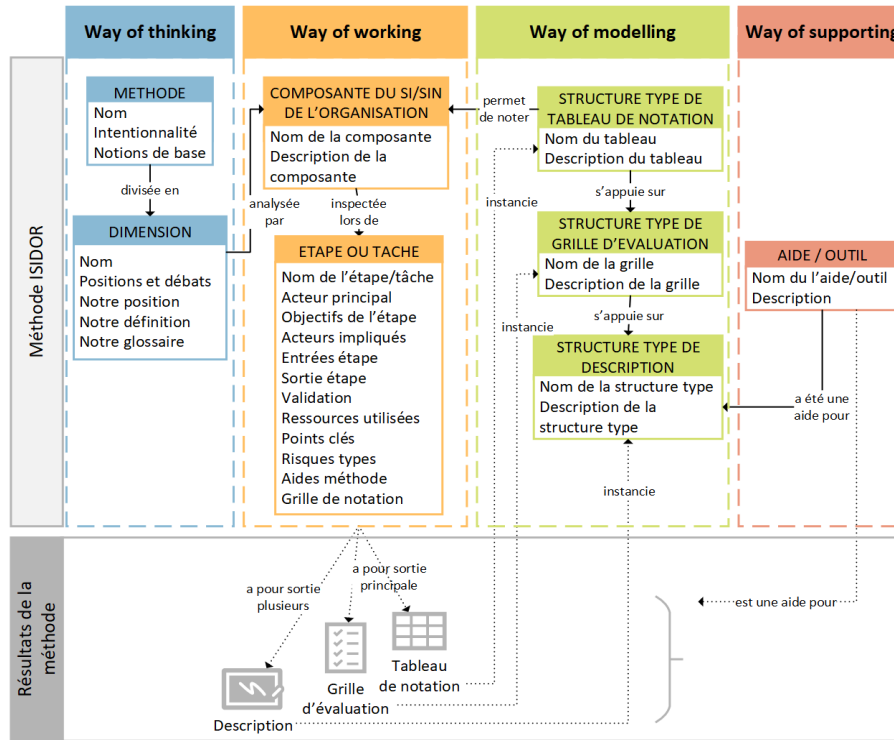 Way of thinking
Way of working
Way of modelling
Way of supporting
Méthode ISIDOR
METHODE
Nom
Intentionnalité
Notions de base
divisée en
DIMENSION
Nom
Positions et débats
Notre position
Notre définition
Notre glossaire
analysée
par
COMPOSANTE DU SI/SIN
DE L'ORGANISATION
Nom de la composante
Description de la
composante
inspectée
lors de
ETAPE OU TACHE
Nom de l'étape/tâche
Acteur principal
Objectifs de l'étape
Acteurs impliqués
Entrées étape
Sortie étape
Validation
Ressources utilisées
Points clés
Risques types
Aides méthode
Grille de notation
permet
de noter
STRUCTURE TYPE DE
TABLEAU DE NOTATION
Nom du tableau
Description du tableau
instancie
s'appuie sur
STRUCTURE TYPE DE
GRILLE D'EVALUATION
Nom de la grille
Description de la grille
instancie
s'appuie sur
STRUCTURE TYPE DE
DESCRIPTION
Nom de la structure type
Description de la
structure type
instancie
AIDE / OUTIL
Nom du l'aide/outil
Description
a été une
aide pour
Résultats de la
méthode
a pour sortie
plusieurs
a pour sortie
principale
est une aide pour
Tableau
de notation
Grille
d'évaluation
Description